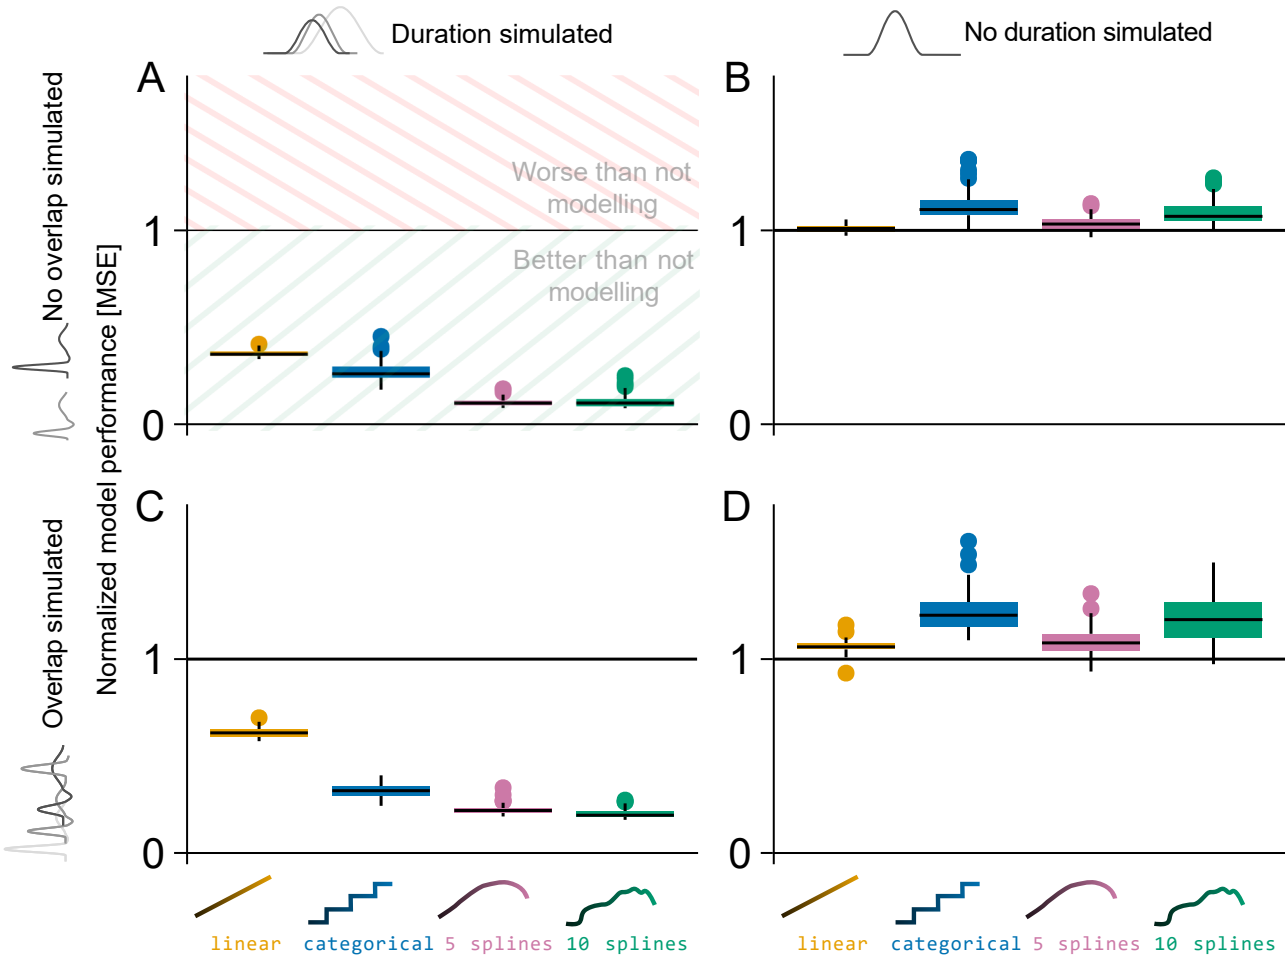 Duration simulated
No duration simulated
A
B
No overlap simulated
Worse than not
modelling
1
1
Better than not
modelling
Normalized model performance [MSE]
0
0
C
D
Overlap simulated
1
1
0
0
linear categorical 5 splines 10 splines
linear categorical 5 splines 10 splines